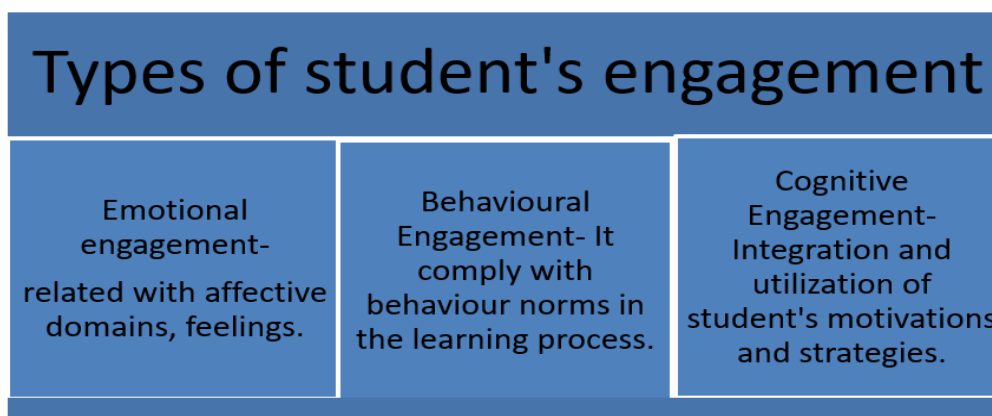 Types of student's engagement
Emotional
engagement-
related with affective
domains, feelings.
Behavioural
Engagement- It
comply with
behaviour norms in
the learning process.
Cognitive
Engagement-
Integration and
utilization of
student's motivations
and strategies.